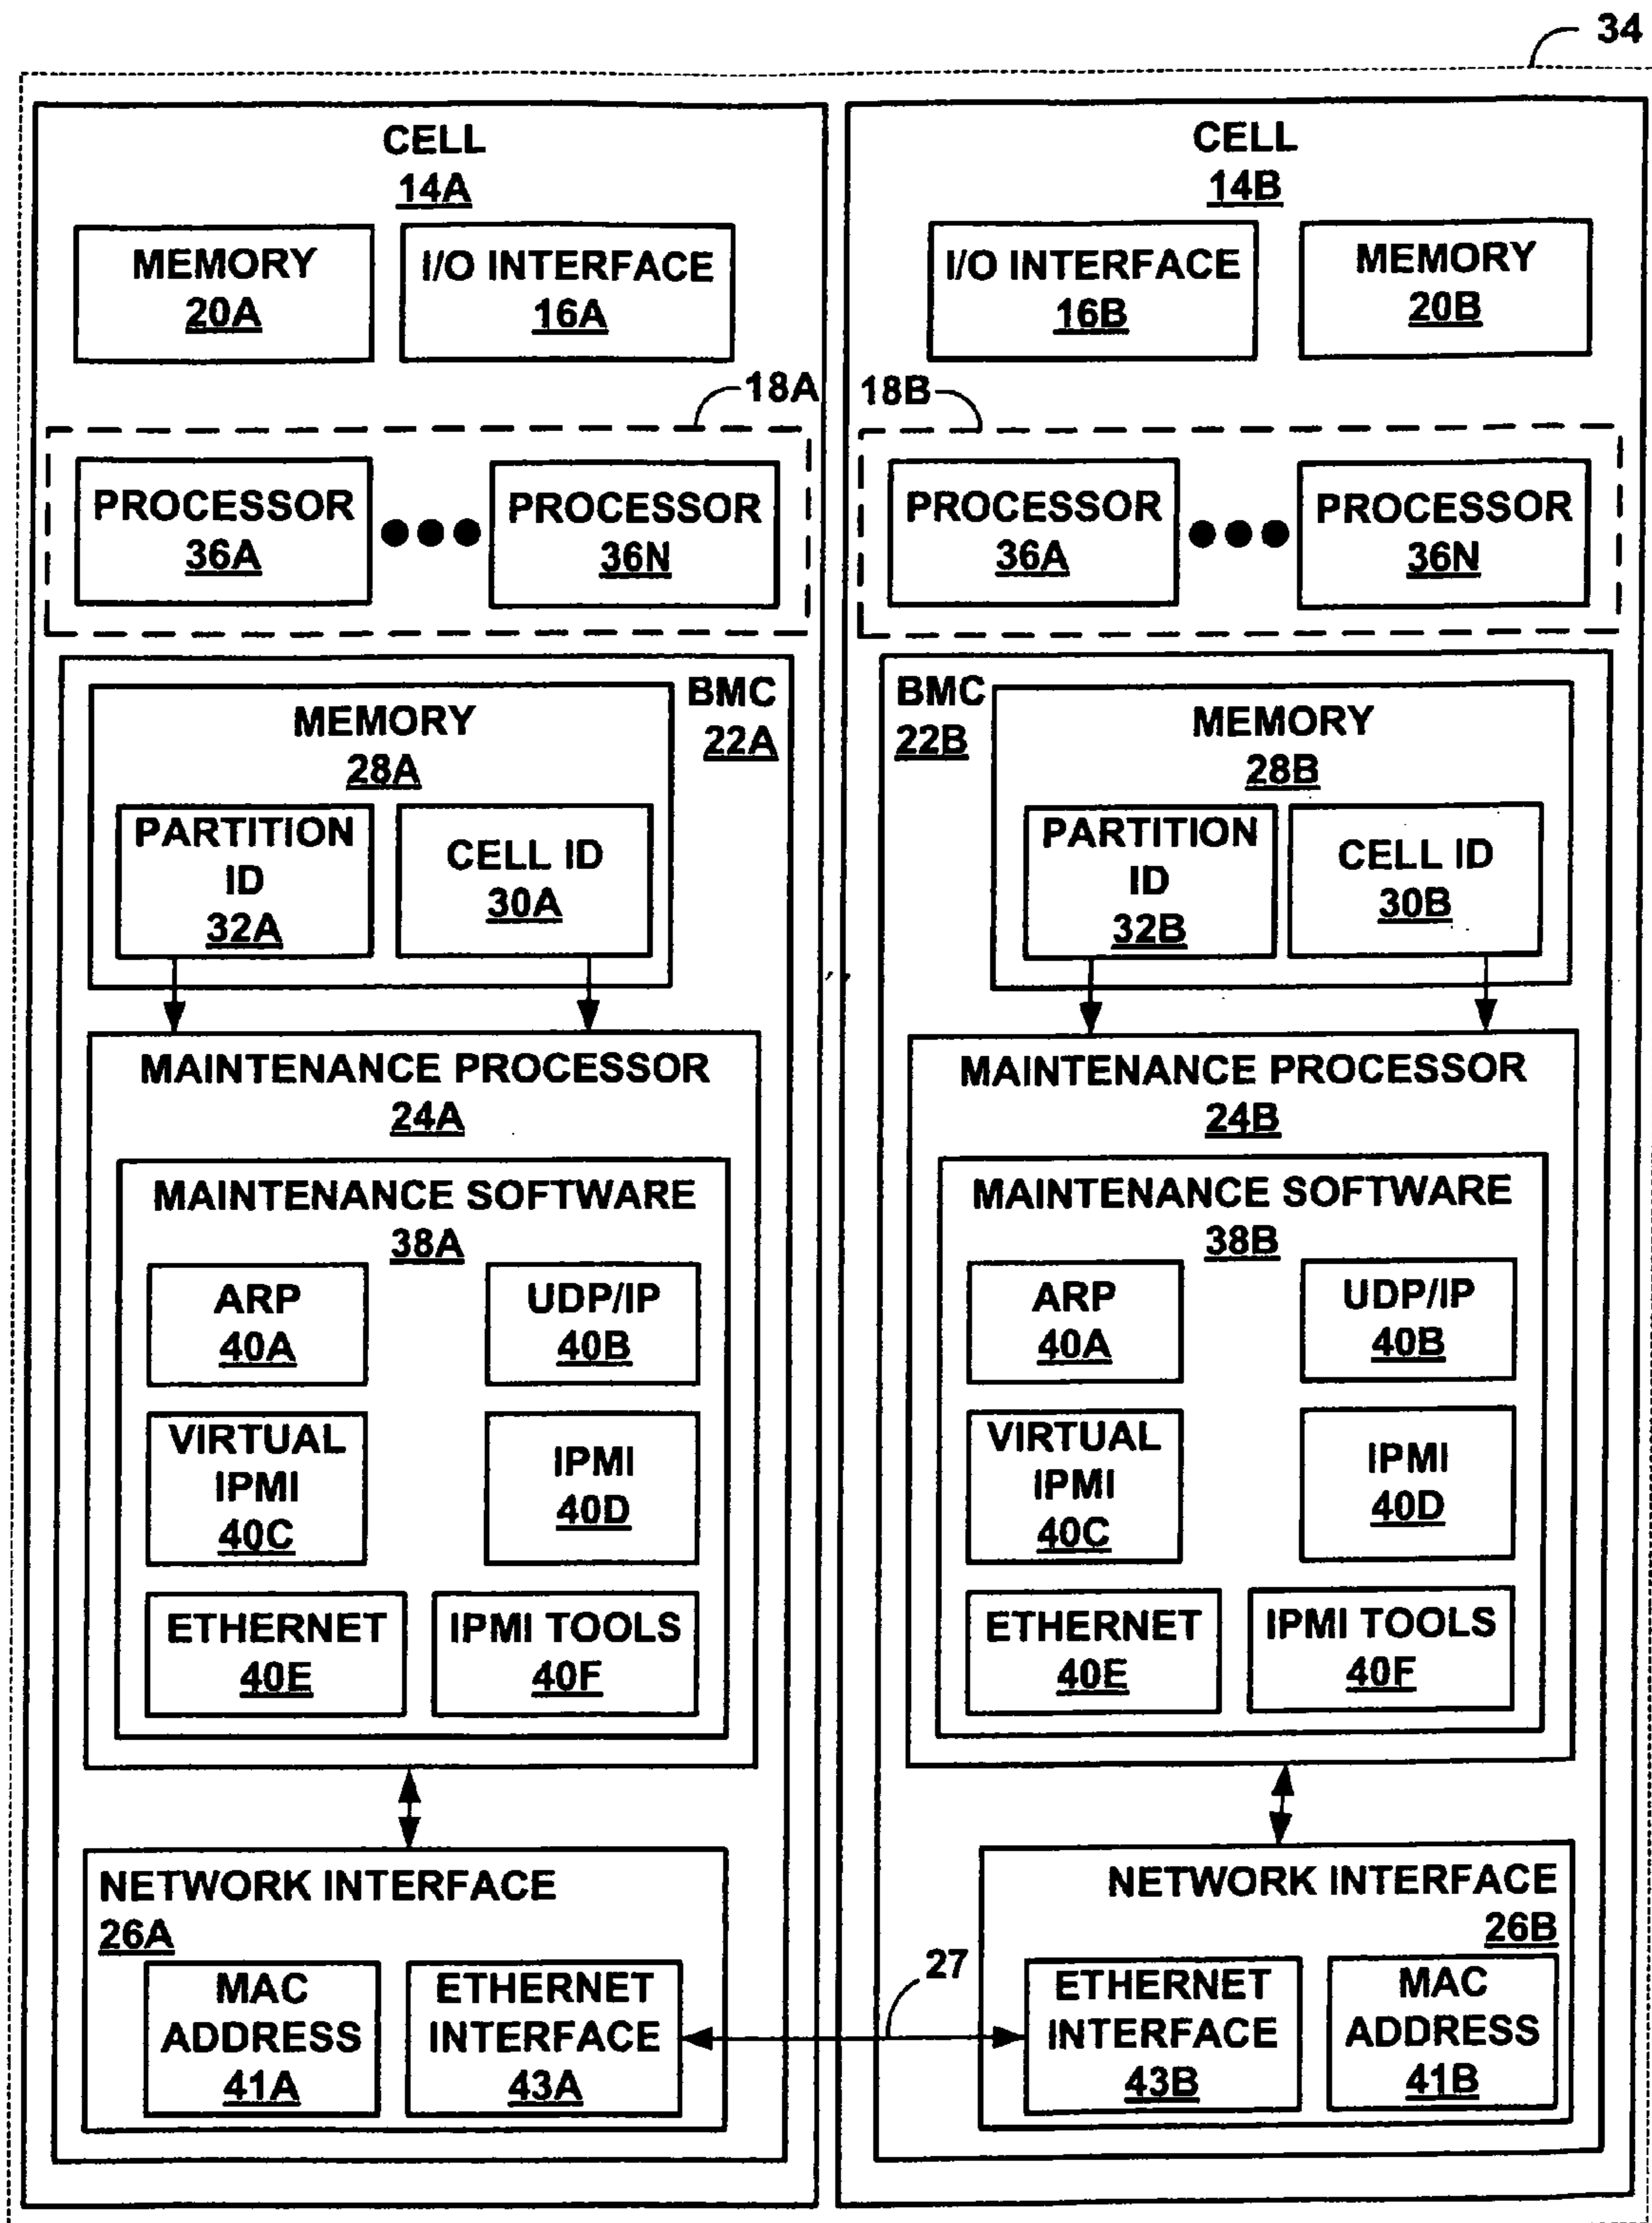 34
CELL
14A
MEMORY
20A
I/O INTERFACE
16A
18A
PROCESSOR
36A
PROCESSOR
36N
BMC
22A
MEMORY
28A
PARTITION
ID
32A
CELL ID
30A
MAINTENANCE PROCESSOR
24A
MAINTENANCE SOFTWARE
38A
ARP
40A
UDP/IP
40B
VIRTUAL
IPMI
40C
IPMI
40D
ETHERNET
40E
IPMI TOOLS
40F
NETWORK INTERFACE
26A
MAC
ADDRESS
41A
ETHERNET
INTERFACE
43A
27
CELL
14B
I/O INTERFACE
16B
MEMORY
20B
18B
PROCESSOR
36A
PROCESSOR
36N
BMC
22B
MEMORY
28B
PARTITION
ID
32B
CELL ID
30B
MAINTENANCE PROCESSOR
24B
MAINTENANCE SOFTWARE
38B
ARP
40A
UDP/IP
40B
VIRTUAL
IPMI
40C
IPMI
40D
ETHERNET
40E
IPMI TOOLS
40F
NETWORK INTERFACE
26B
ETHERNET
INTERFACE
43B
MAC
ADDRESS
41B